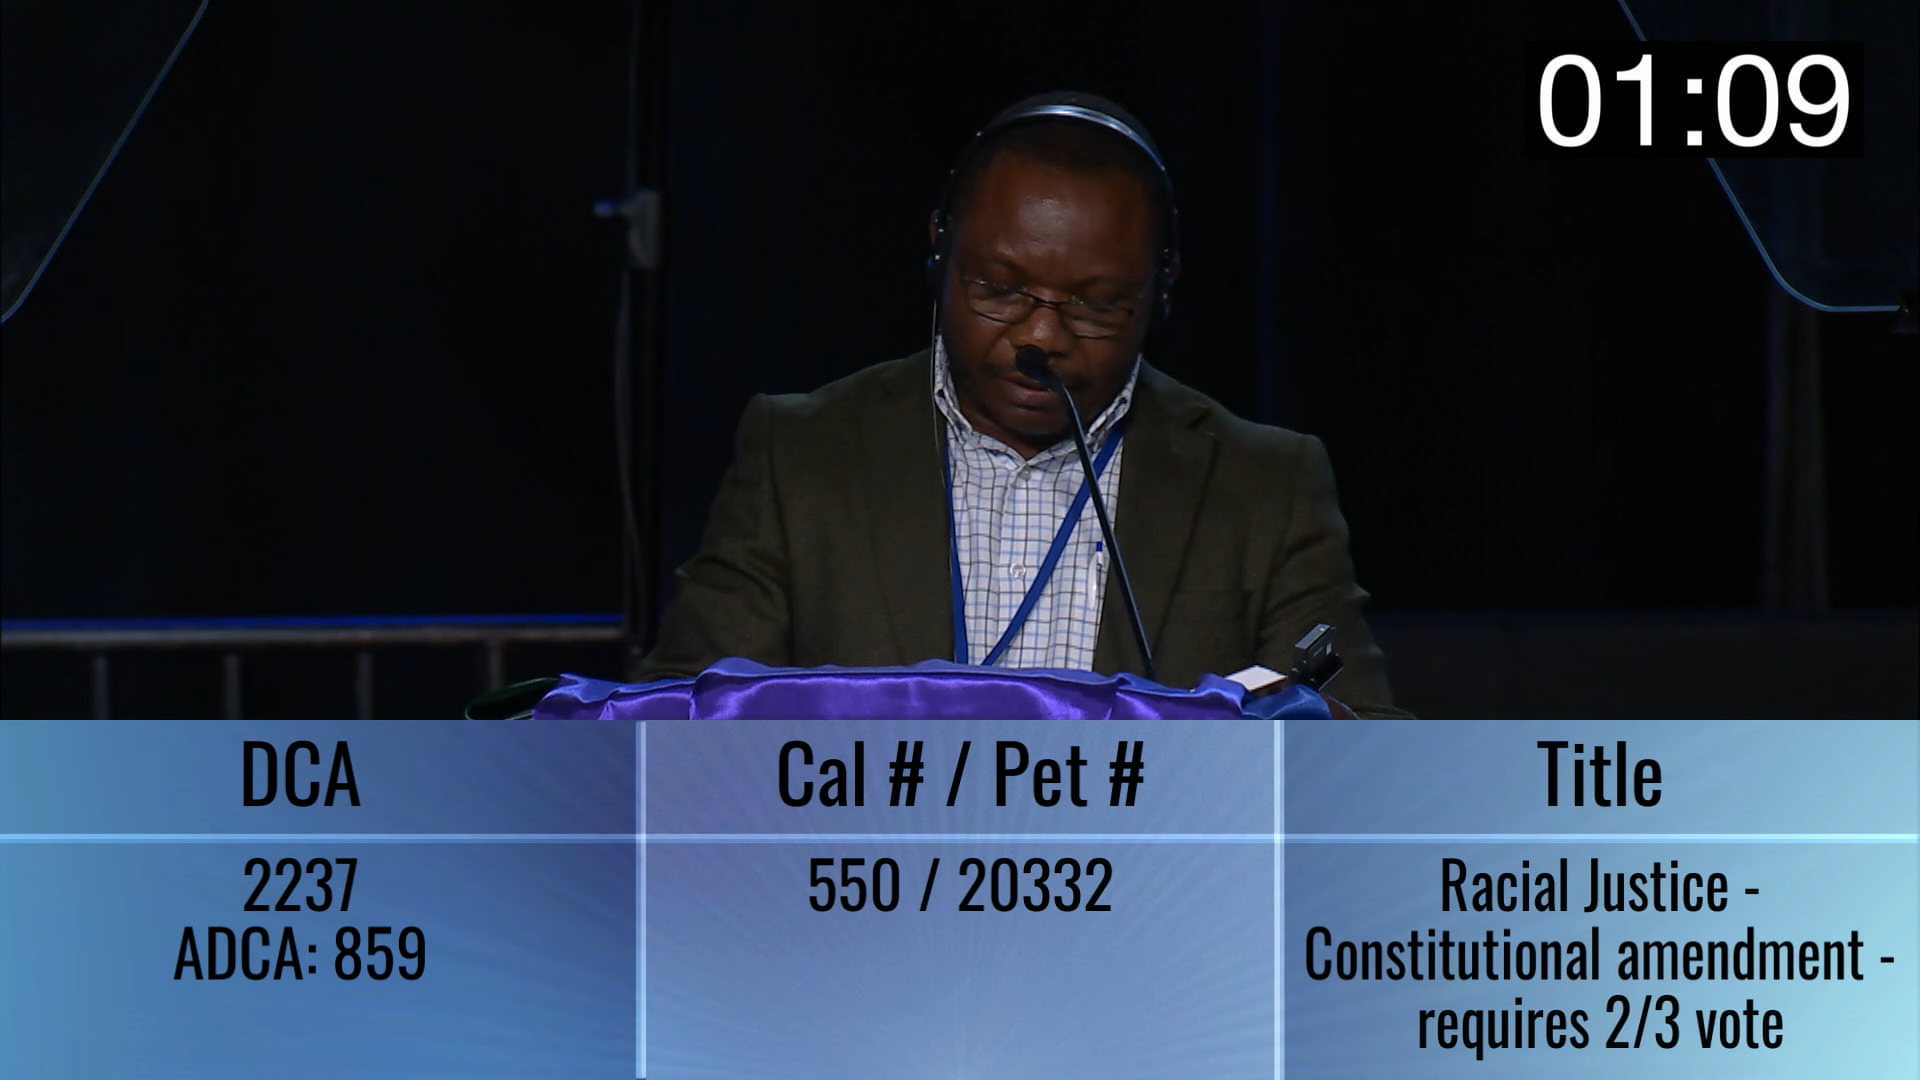 01:09
DCA
Cal # / Pet #
Title
2237
ADCA: 859
550 / 20332
Racial Justice -
Constitutional amendment -
requires 2/3 vote